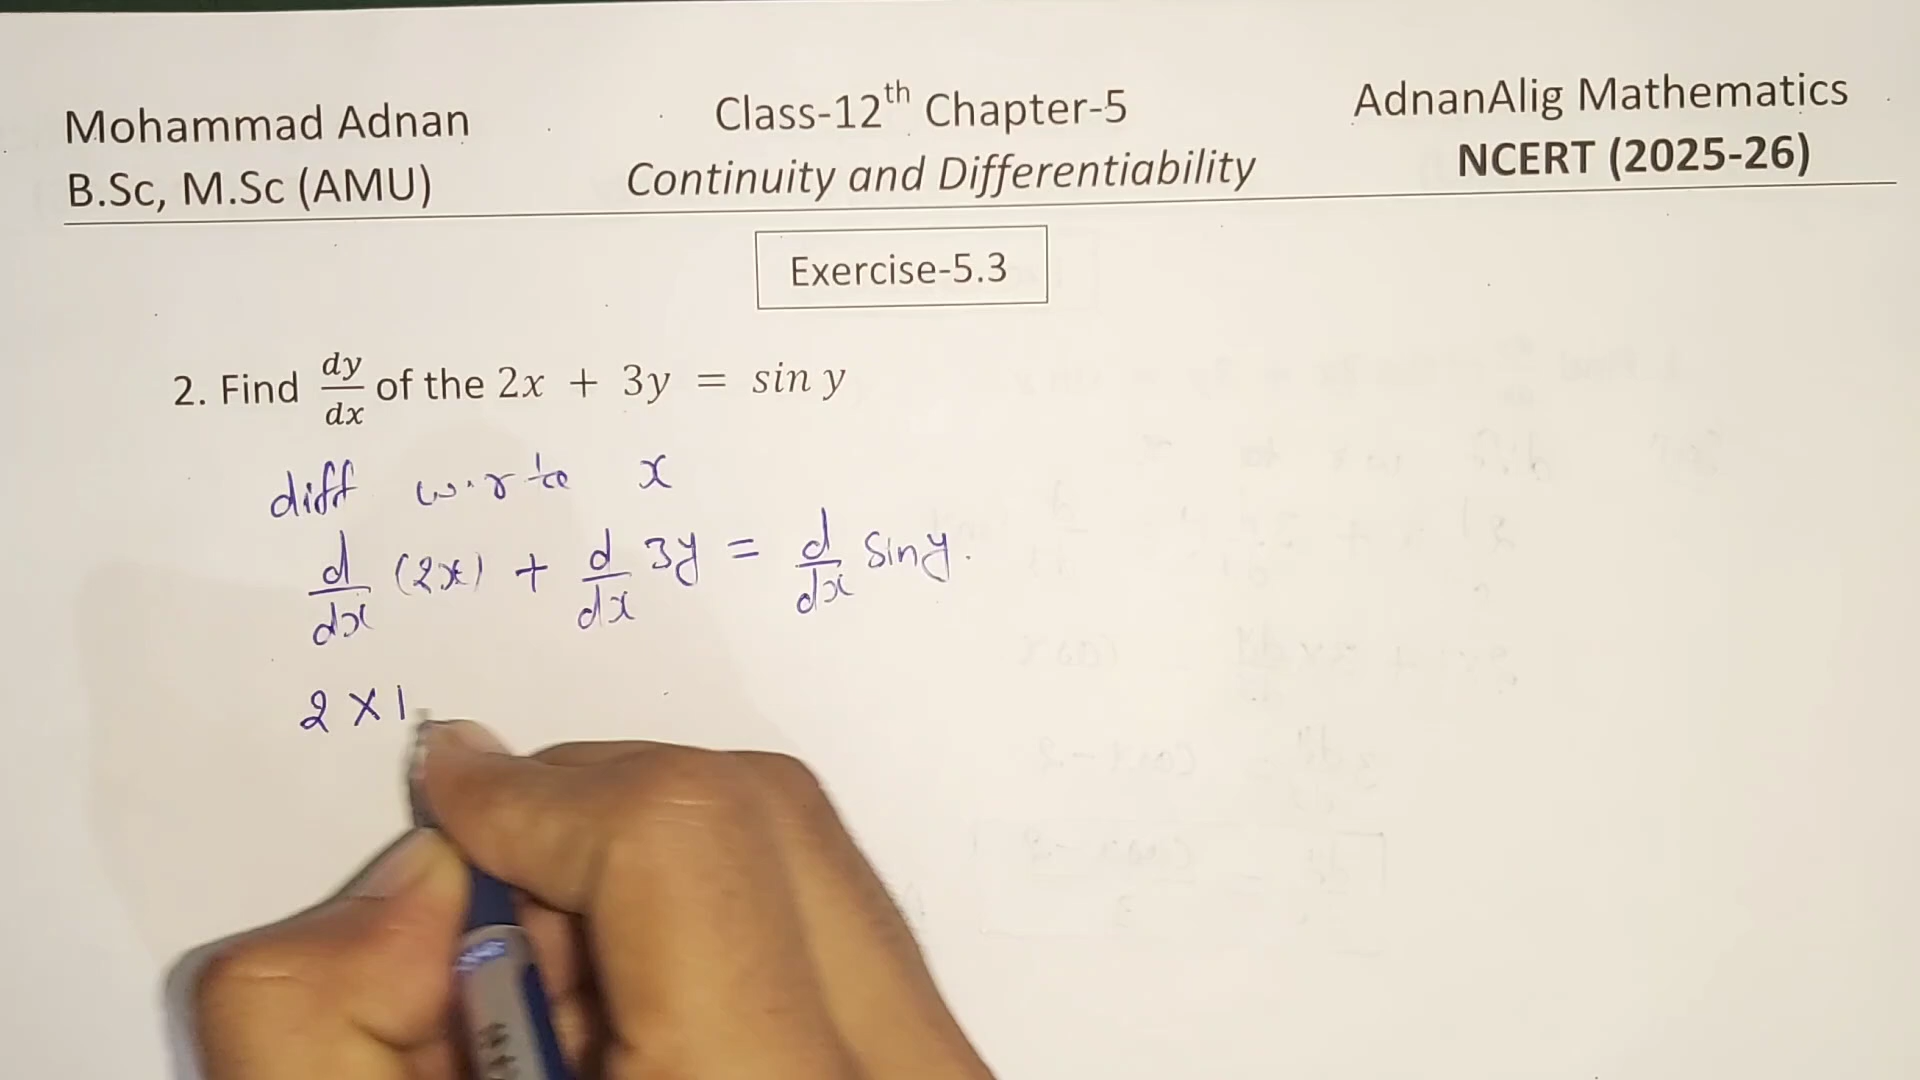 Mohammad Adnan
B.Sc, M.Sc (AMU)
Class-12th Chapter-5
Continuity and Differentiability
AdnanAlig Mathematics
NCERT (2025-26)
Exercise-5.3
2. Find dy/dx of the 2x + 3y = sin y
diff w.r to x
d/dx (2x) + d/dx 3y = d/dx Siny.
2 × 1